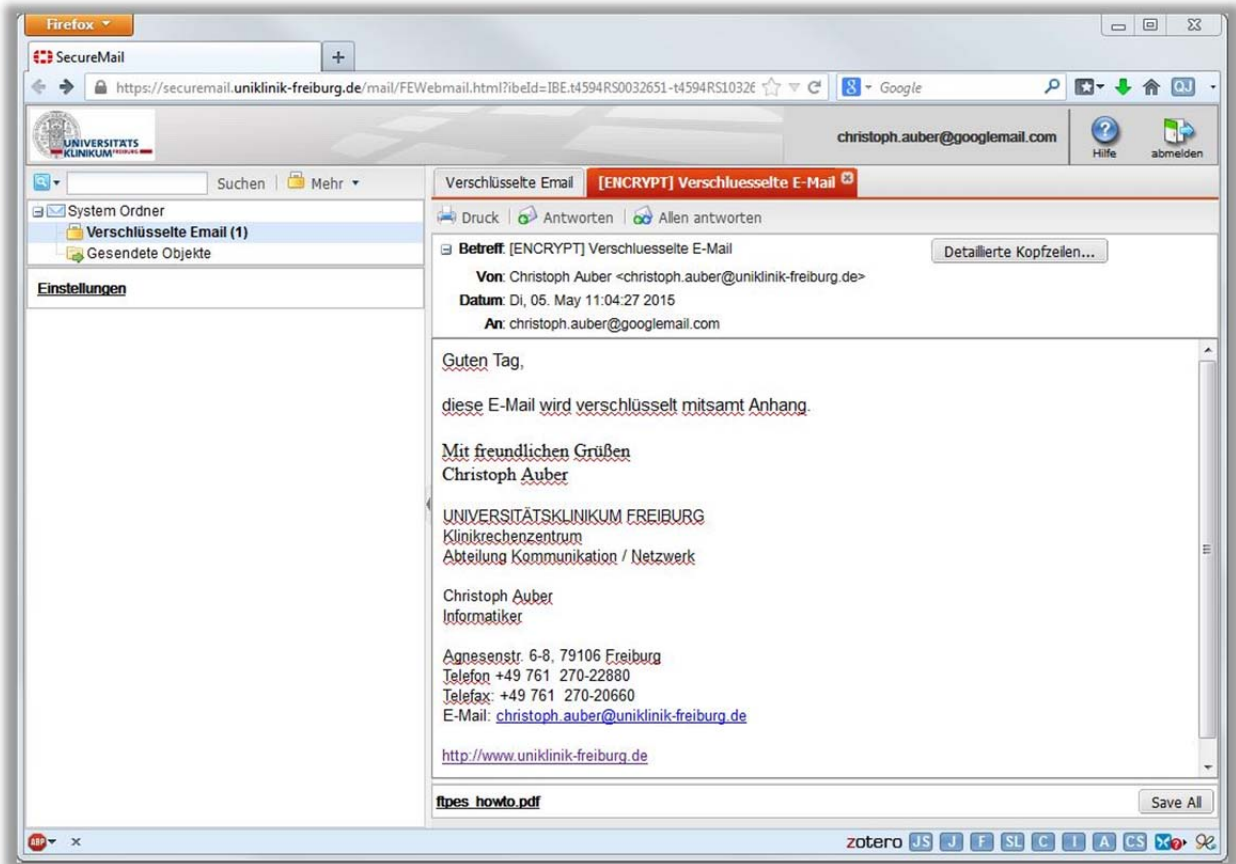 Firefox
SecureMail
+
https://securemail.uniklinik-freiburg.de/mail/FEWebmail.html?ibeId=IBE.t4594RS0032651-t4594RS10326
Google
QJ
UNIVERSITÄTS
KLINIKUM FREIBURG
christoph.auber@googlemail.com
Hilfe
abmelden
Suchen
Mehr
System Ordner
Verschlüsselte Email (1)
Gesendete Objekte
Einstellungen
Verschlüsselte Email
[ENCRYPT] Verschluesselte E-Mail
Druck
Antworten
Allen antworten
Betreff: [ENCRYPT] Verschluesselte E-Mail
Detaillierte Kopfzeilen...
Von: Christoph Auber <christoph.auber@uniklinik-freiburg.de>
Datum: Di, 05. May 11:04:27 2015
An: christoph.auber@googlemail.com
Guten Tag,
diese E-Mail wird verschlüsselt mitsamt Anhang.
Mit freundlichen Grüßen
Christoph Auber
UNIVERSITÄTSKLINIKUM FREIBURG
Klinikrechenzentrum
Abteilung Kommunikation / Netzwerk
Christoph Auber
Informatiker
Agnesenstr. 6-8, 79106 Freiburg
Telefon +49 761 270-22880
Telefax: +49 761 270-20660
E-Mail: christoph.auber@uniklinik-freiburg.de
http://www.uniklinik-freiburg.de
ftpes_howto.pdf
Save All
ABP
x
zotero JS J F SL C I A CS